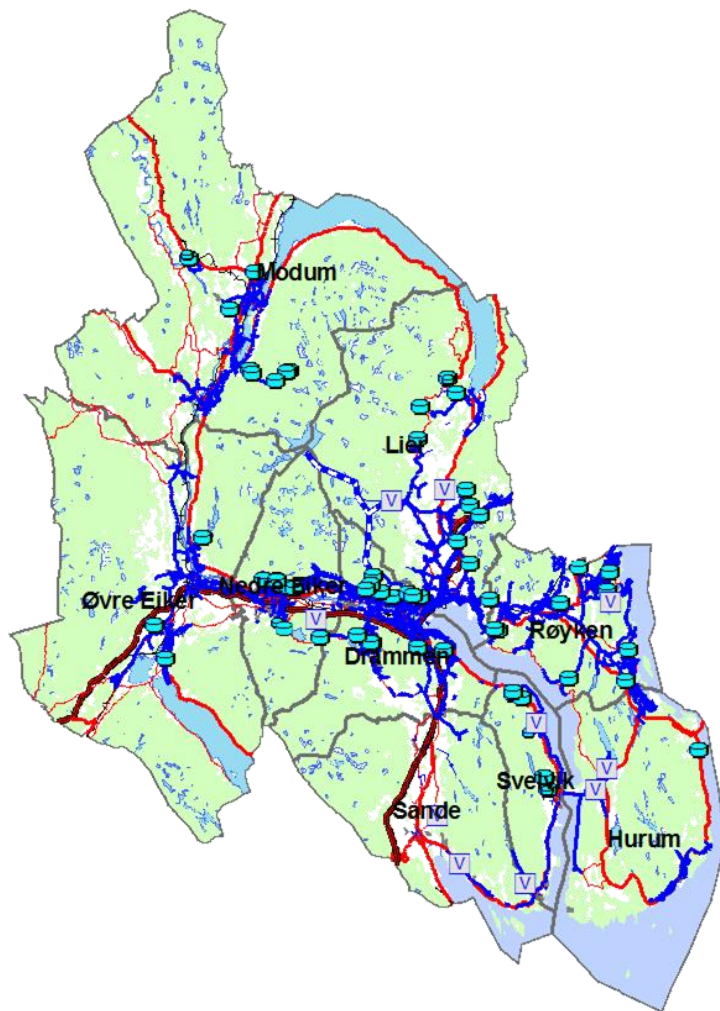 Modum
Lier
V
V
Nedre Eiker
Øvre Eiker
V
V
Røyken
Drammen
V
Svelvik
V
V
Sande
V
Hurum
V
V